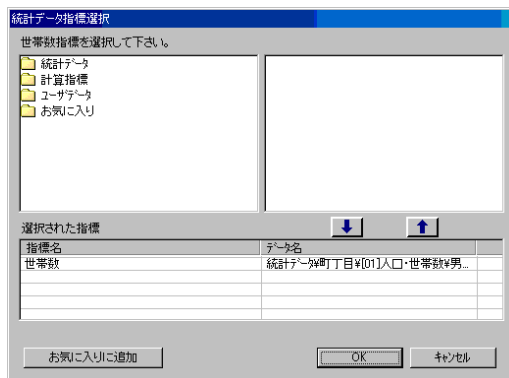 統計データ指標選択
世帯数指標を選択して下さい。
統計ﾃﾞｰﾀ
計算指標
ﾕｰｻﾞﾃﾞｰﾀ
お気に入り
選択された指標
指標名 ﾃﾞｰﾀ名
世帯数 統計ﾃﾞｰﾀ¥町丁目¥[01]人口・世帯数¥男...
お気に入りに追加 OK ｷｬﾝｾﾙ